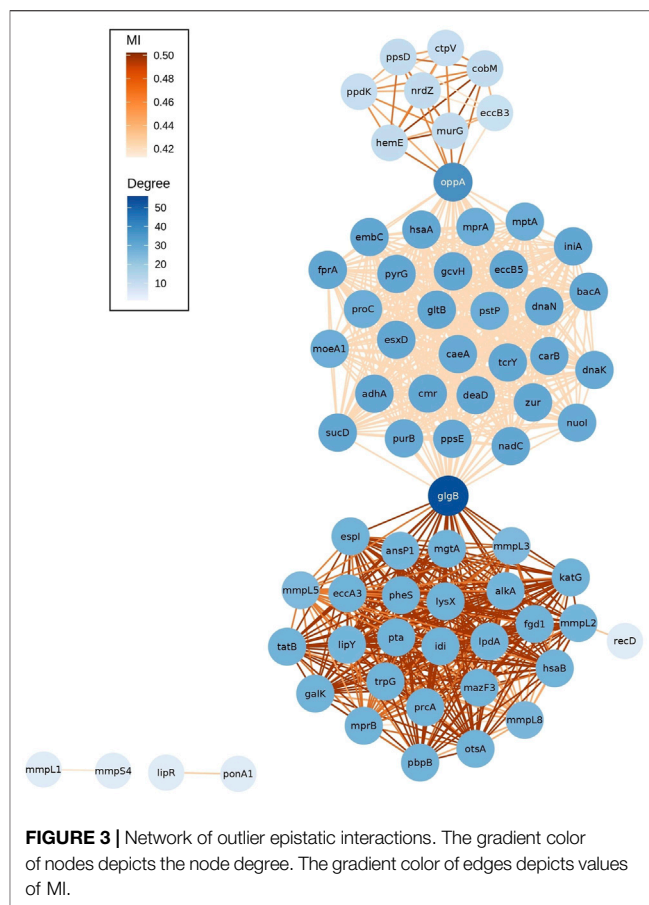 MI
0.50
0.48
0.46
0.44
0.42
Degree
50
40
30
20
10
ctpV
ppsD
cobM
ppdK
nrdZ
eccB3
hemE
murG
oppA
embC
hsaA
mprA
mptA
iniA
fprA
pyrG
gcvH
eccB5
bacA
proC
gltB
pstP
dnaN
moeA1
esxD
caeA
tcrY
carB
dnaK
adhA
cmr
deaD
zur
nuoI
sucD
purB
ppsE
nadC
glgB
espI
ansP1
mgtA
mmpL3
katG
mmpL5
eccA3
pheS
lysX
alkA
fgd1
mmpL2
recD
tatB
lipY
pta
idi
lpdA
hsaB
galK
trpG
prcA
mazF3
mmpL8
mprB
pbpB
otsA
mmpL1
mmpS4
lipR
ponA1
FIGURE 3 | Network of outlier epistatic interactions. The gradient color
of nodes depicts the node degree. The gradient color of edges depicts values
of MI.